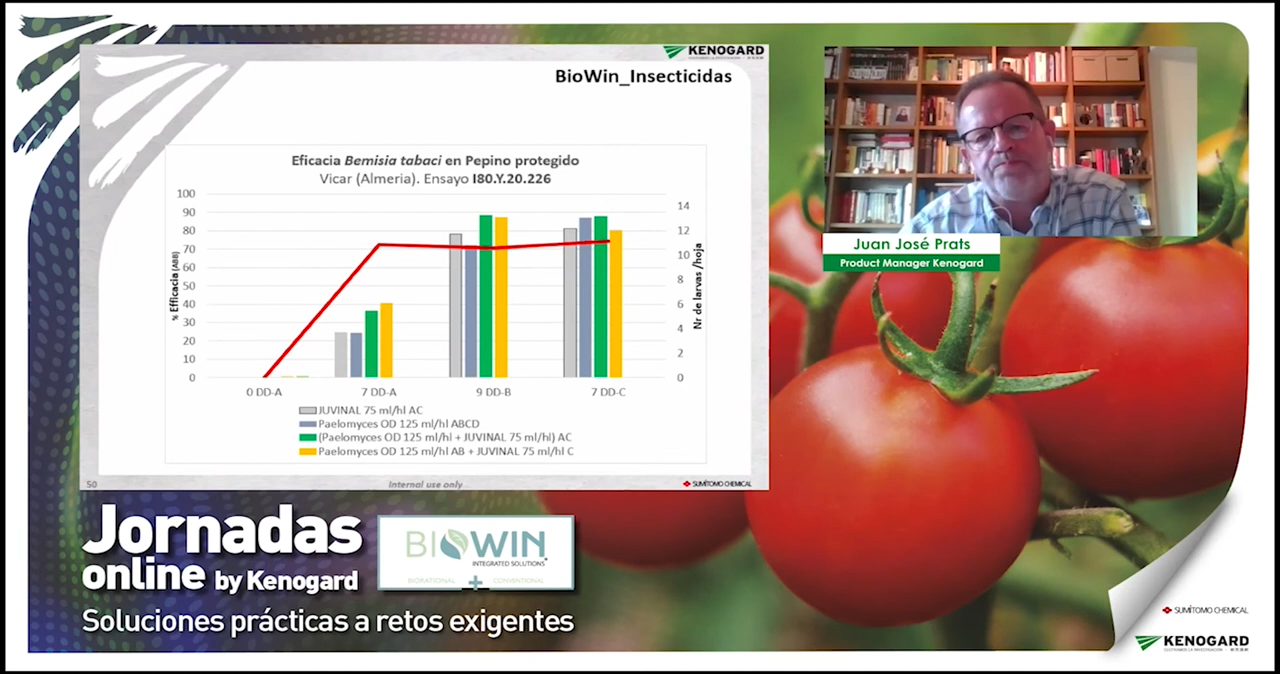 KENOGARD
BioWin_Insecticidas
Eficacia Bemisia tabaci en Pepino protegido
Vicar (Almeria). Ensayo I80.Y.20.226
100
90
80
70
60
50
40
30
20
10
0
% Efficacia (ABB)
14
12
10
8
6
4
2
0
Nr de larvas /hoja
0 DD-A
7 DD-A
9 DD-B
7 DD-C
JUVINAL 75 ml/hl AC
Paelomyces OD 125 ml/hl ABCD
(Paelomyces OD 125 ml/hl + JUVINAL 75 ml/hl) AC
Paelomyces OD 125 ml/hl AB + JUVINAL 75 ml/hl C
50
Internal use only
SUMITOMO CHEMICAL
Juan José Prats
Product Manager Kenogard
Jornadas
online by Kenogard
BIOWIN
INTEGRATED SOLUTIONS
BIORATIONAL + CONVENTIONAL
Soluciones prácticas a retos exigentes
SUMITOMO CHEMICAL
KENOGARD